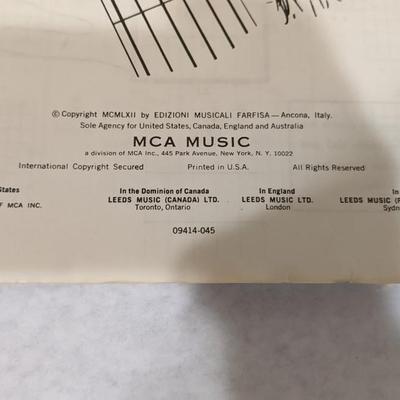 © Copyright MCMLXII by EDIZIONI MUSICALI FARFISA — Ancona, Italy.
Sole Agency for United States, Canada, England and Australia
MCA MUSIC
a division of MCA Inc., 445 Park Avenue, New York, N. Y. 10022
International Copyright Secured Printed in U.S.A. All Rights Reserved
States In the Dominion of Canada In England In
F MCA INC. LEEDS MUSIC (CANADA) LTD. LEEDS MUSIC LTD. LEEDS MUSIC (
Toronto, Ontario London Sydn
09414-045